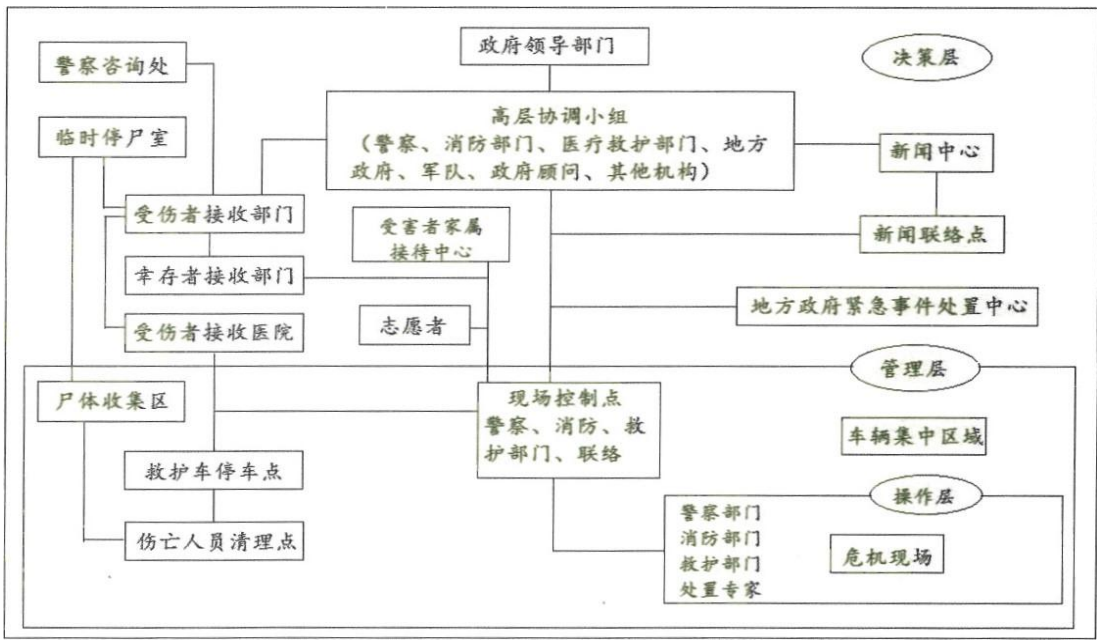 政府领导部门
决策层
警察咨询处
高层协调小组
（警察、消防部门、医疗救护部门、地方
政府、军队、政府顾问、其他机构）
临时停尸室
新闻中心
受伤者接收部门
受害者家属
接待中心
新闻联络点
幸存者接收部门
地方政府紧急事件处置中心
志愿者
受伤者接收医院
管理层
尸体收集区
现场控制点
警察、消防、救
护部门、联络
车辆集中区域
救护车停车点
操作层
警察部门
消防部门
救护部门
处置专家
危机现场
伤亡人员清理点